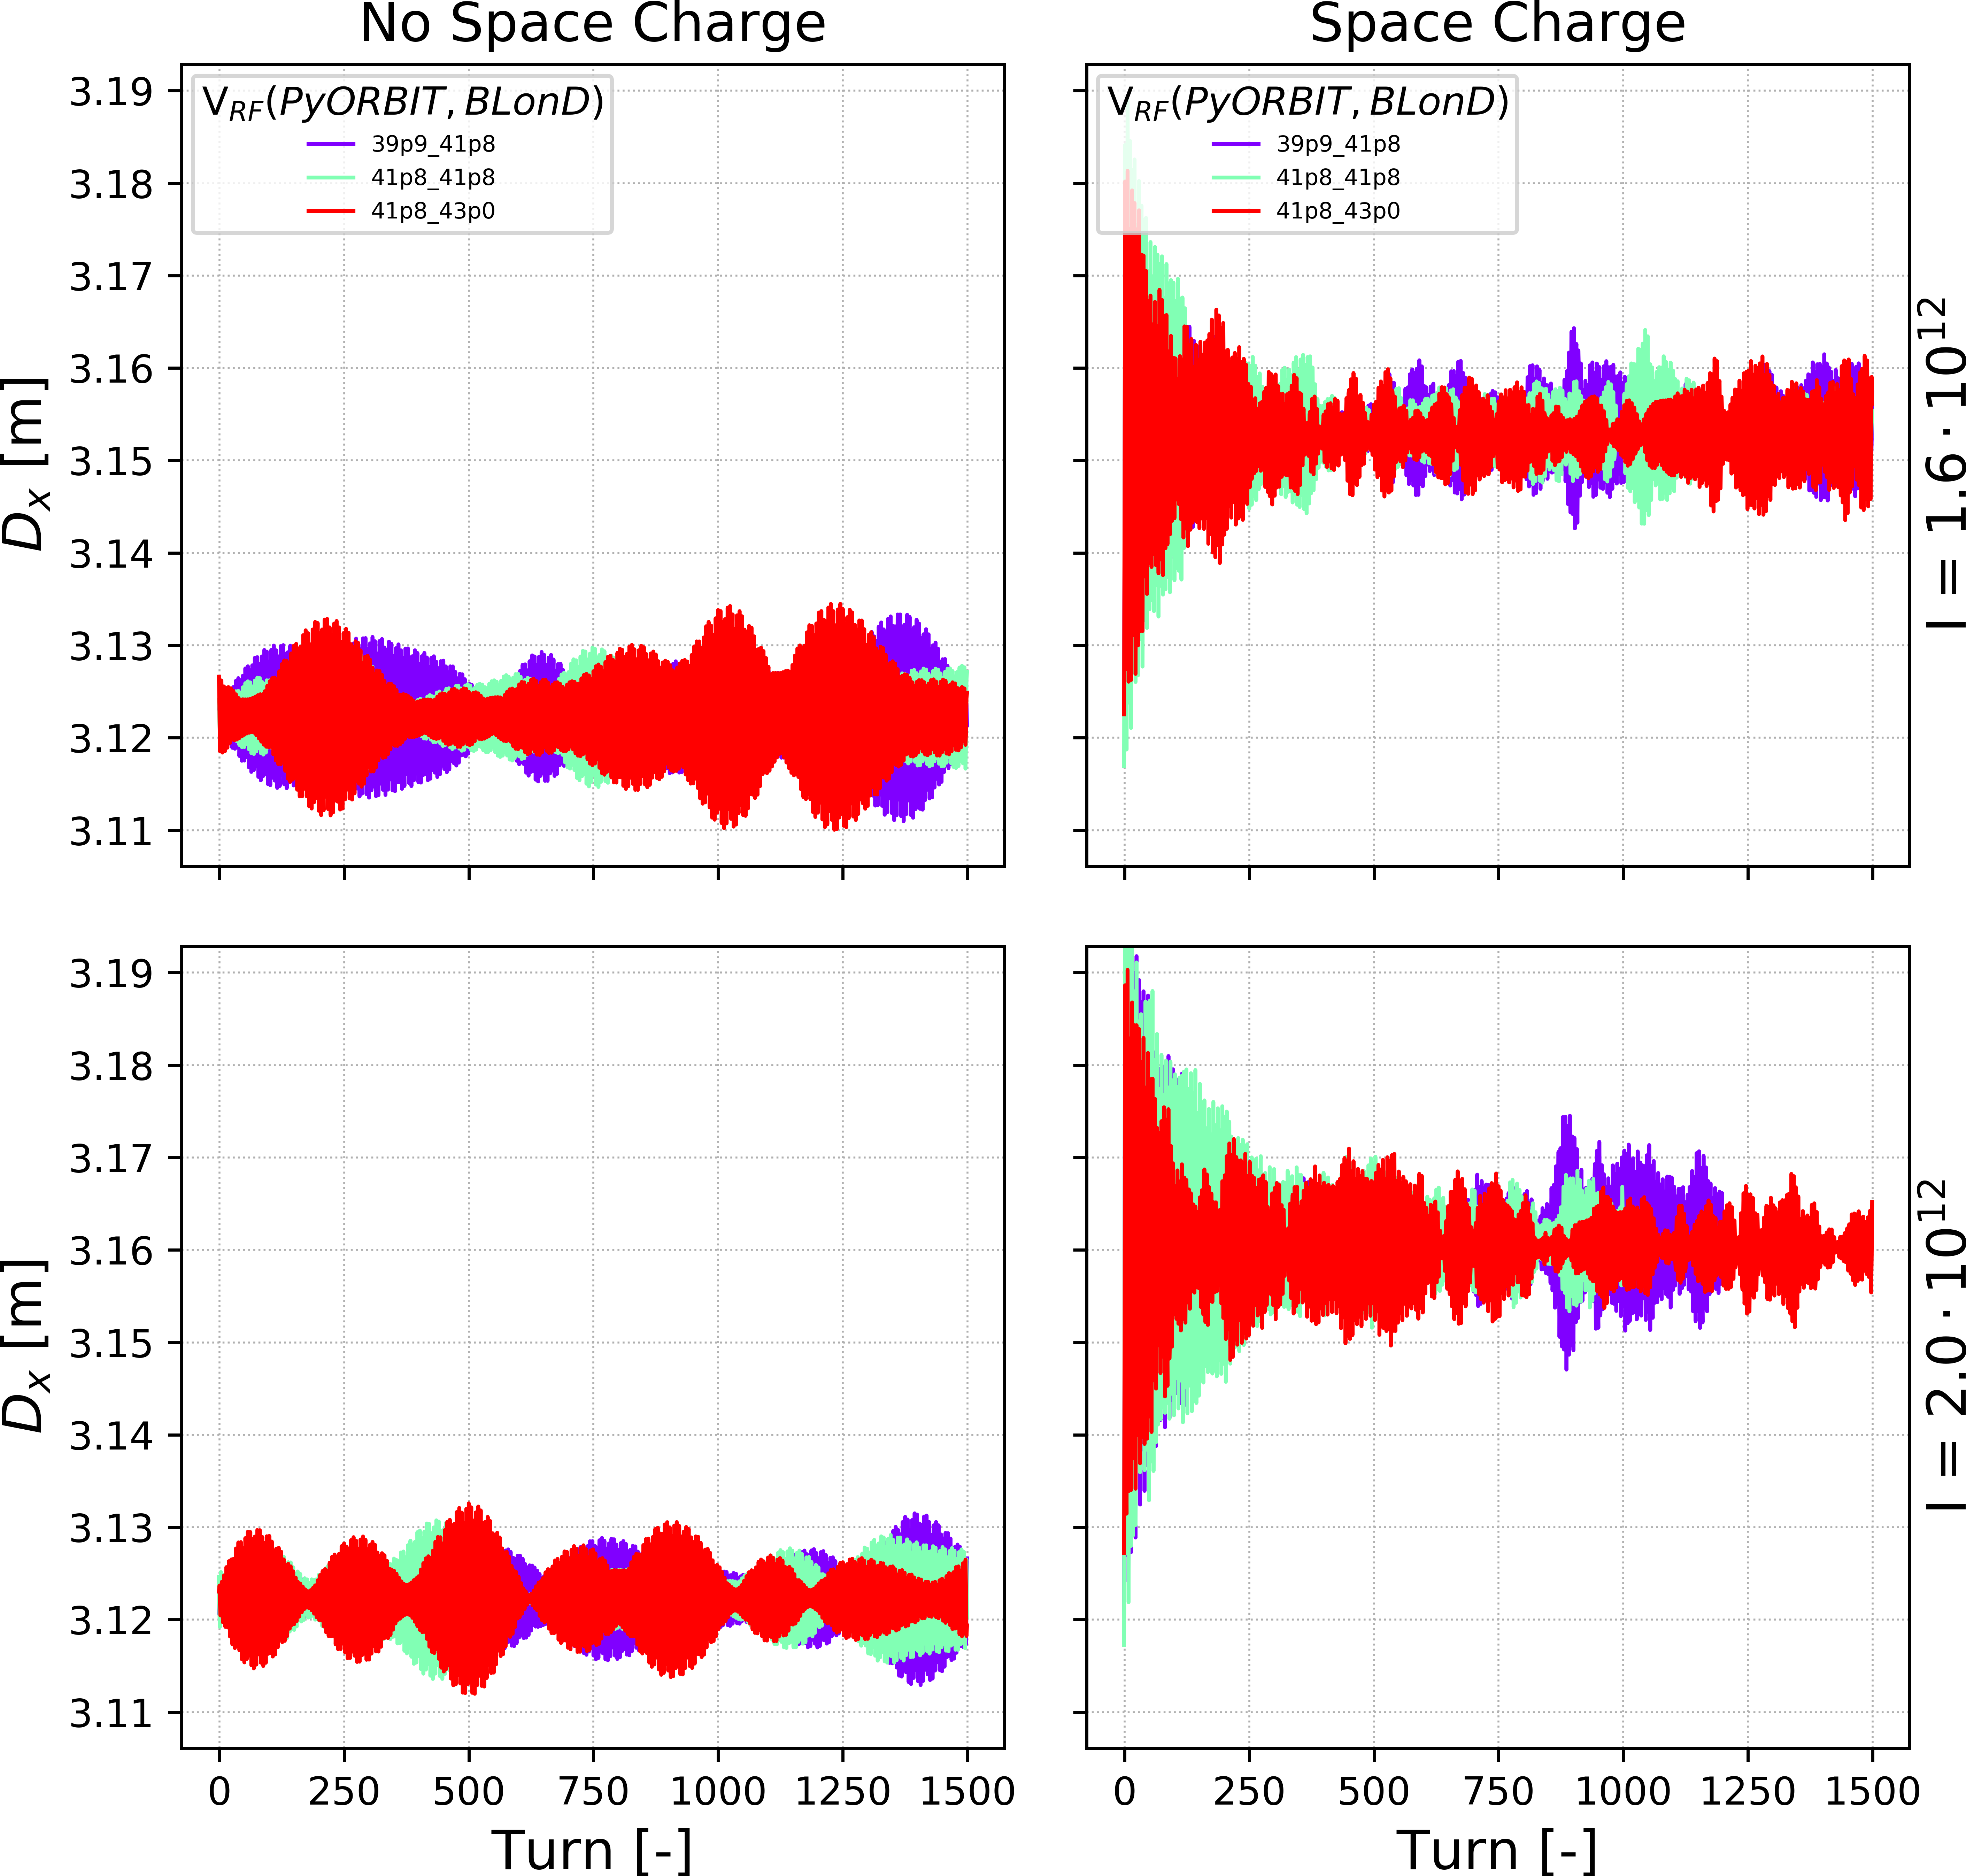 No Space Charge
Space Charge
V_RF(PyORBIT, BLonD)
39p9_41p8
41p8_41p8
41p8_43p0
V_RF(PyORBIT, BLonD)
39p9_41p8
41p8_41p8
41p8_43p0
3.19
3.18
3.17
3.16
3.15
3.14
3.13
3.12
3.11
D_x [m]
I = 1.6 · 10^12
3.19
3.18
3.17
3.16
3.15
3.14
3.13
3.12
3.11
D_x [m]
I = 2.0 · 10^12
0 250 500 750 1000 1250 1500
0 250 500 750 1000 1250 1500
Turn [-]
Turn [-]